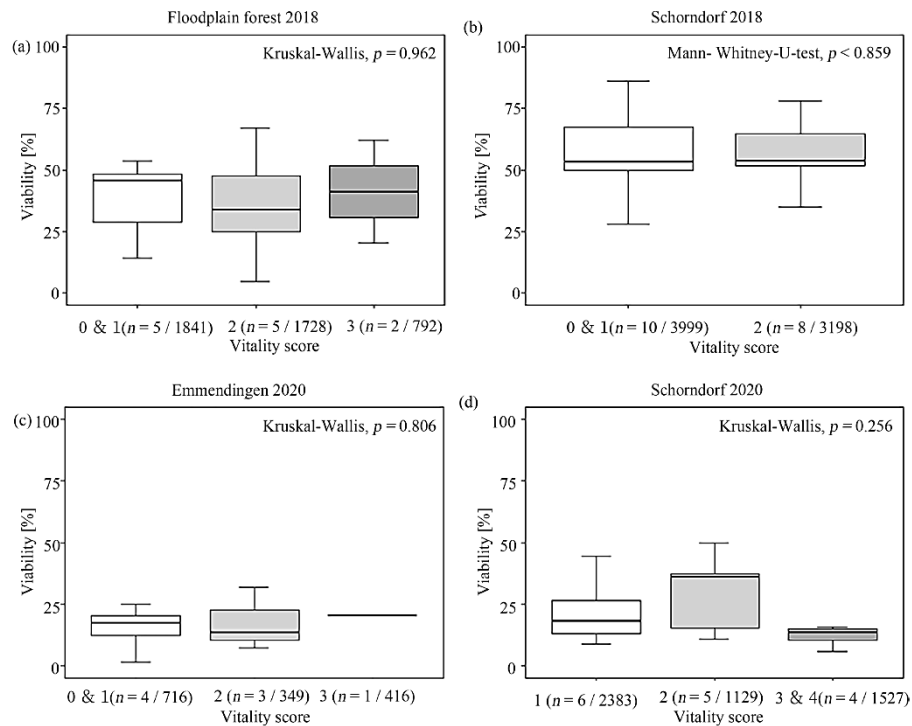 Floodplain forest 2018
(a)
Kruskal-Wallis, p = 0.962
Viability [%]
100
75
50
25
0
0 & 1(n = 5 / 1841) 2 (n = 5 / 1728) 3 (n = 2 / 792)
Vitality score
Schorndorf 2018
(b)
Mann- Whitney-U-test, p < 0.859
Viability [%]
100
75
50
25
0
0 & 1(n = 10 / 3999) 2 (n = 8 / 3198)
Vitality score
Emmendingen 2020
(c)
Kruskal-Wallis, p = 0.806
Viability [%]
100
75
50
25
0
0 & 1(n = 4 / 716) 2 (n = 3 / 349) 3 (n = 1 / 416)
Vitality score
Schorndorf 2020
(d)
Kruskal-Wallis, p = 0.256
Viability [%]
100
75
50
25
0
1 (n = 6 / 2383) 2 (n = 5 / 1129) 3 & 4(n = 4 / 1527)
Vitality score